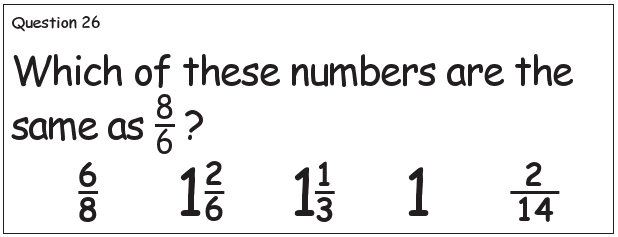 Question 26
Which of these numbers are the
same as 8/6 ?
6/8 1 2/6 1 1/3 1 2/14